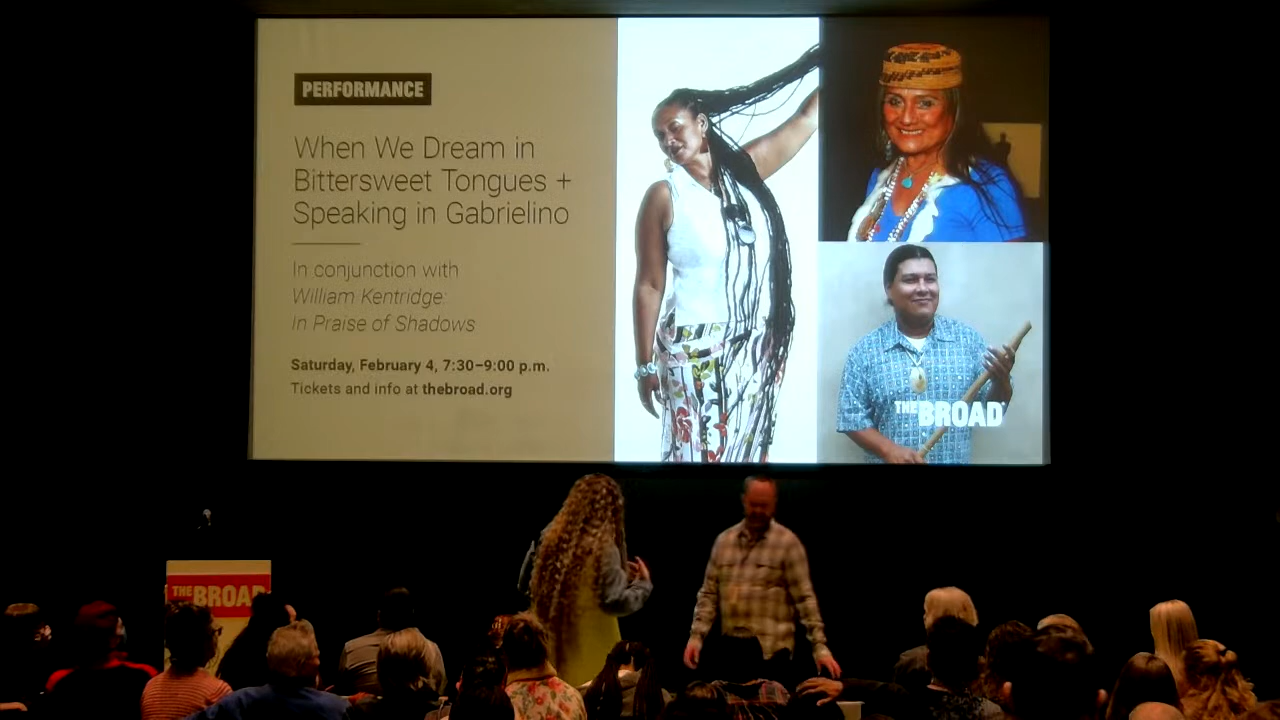 PERFORMANCE
When We Dream in
Bittersweet Tongues +
Speaking in Gabrielino
In conjunction with
William Kentridge:
In Praise of Shadows
Saturday, February 4, 7:30–9:00 p.m.
Tickets and info at thebroad.org
THE BROAD
THE BROAD